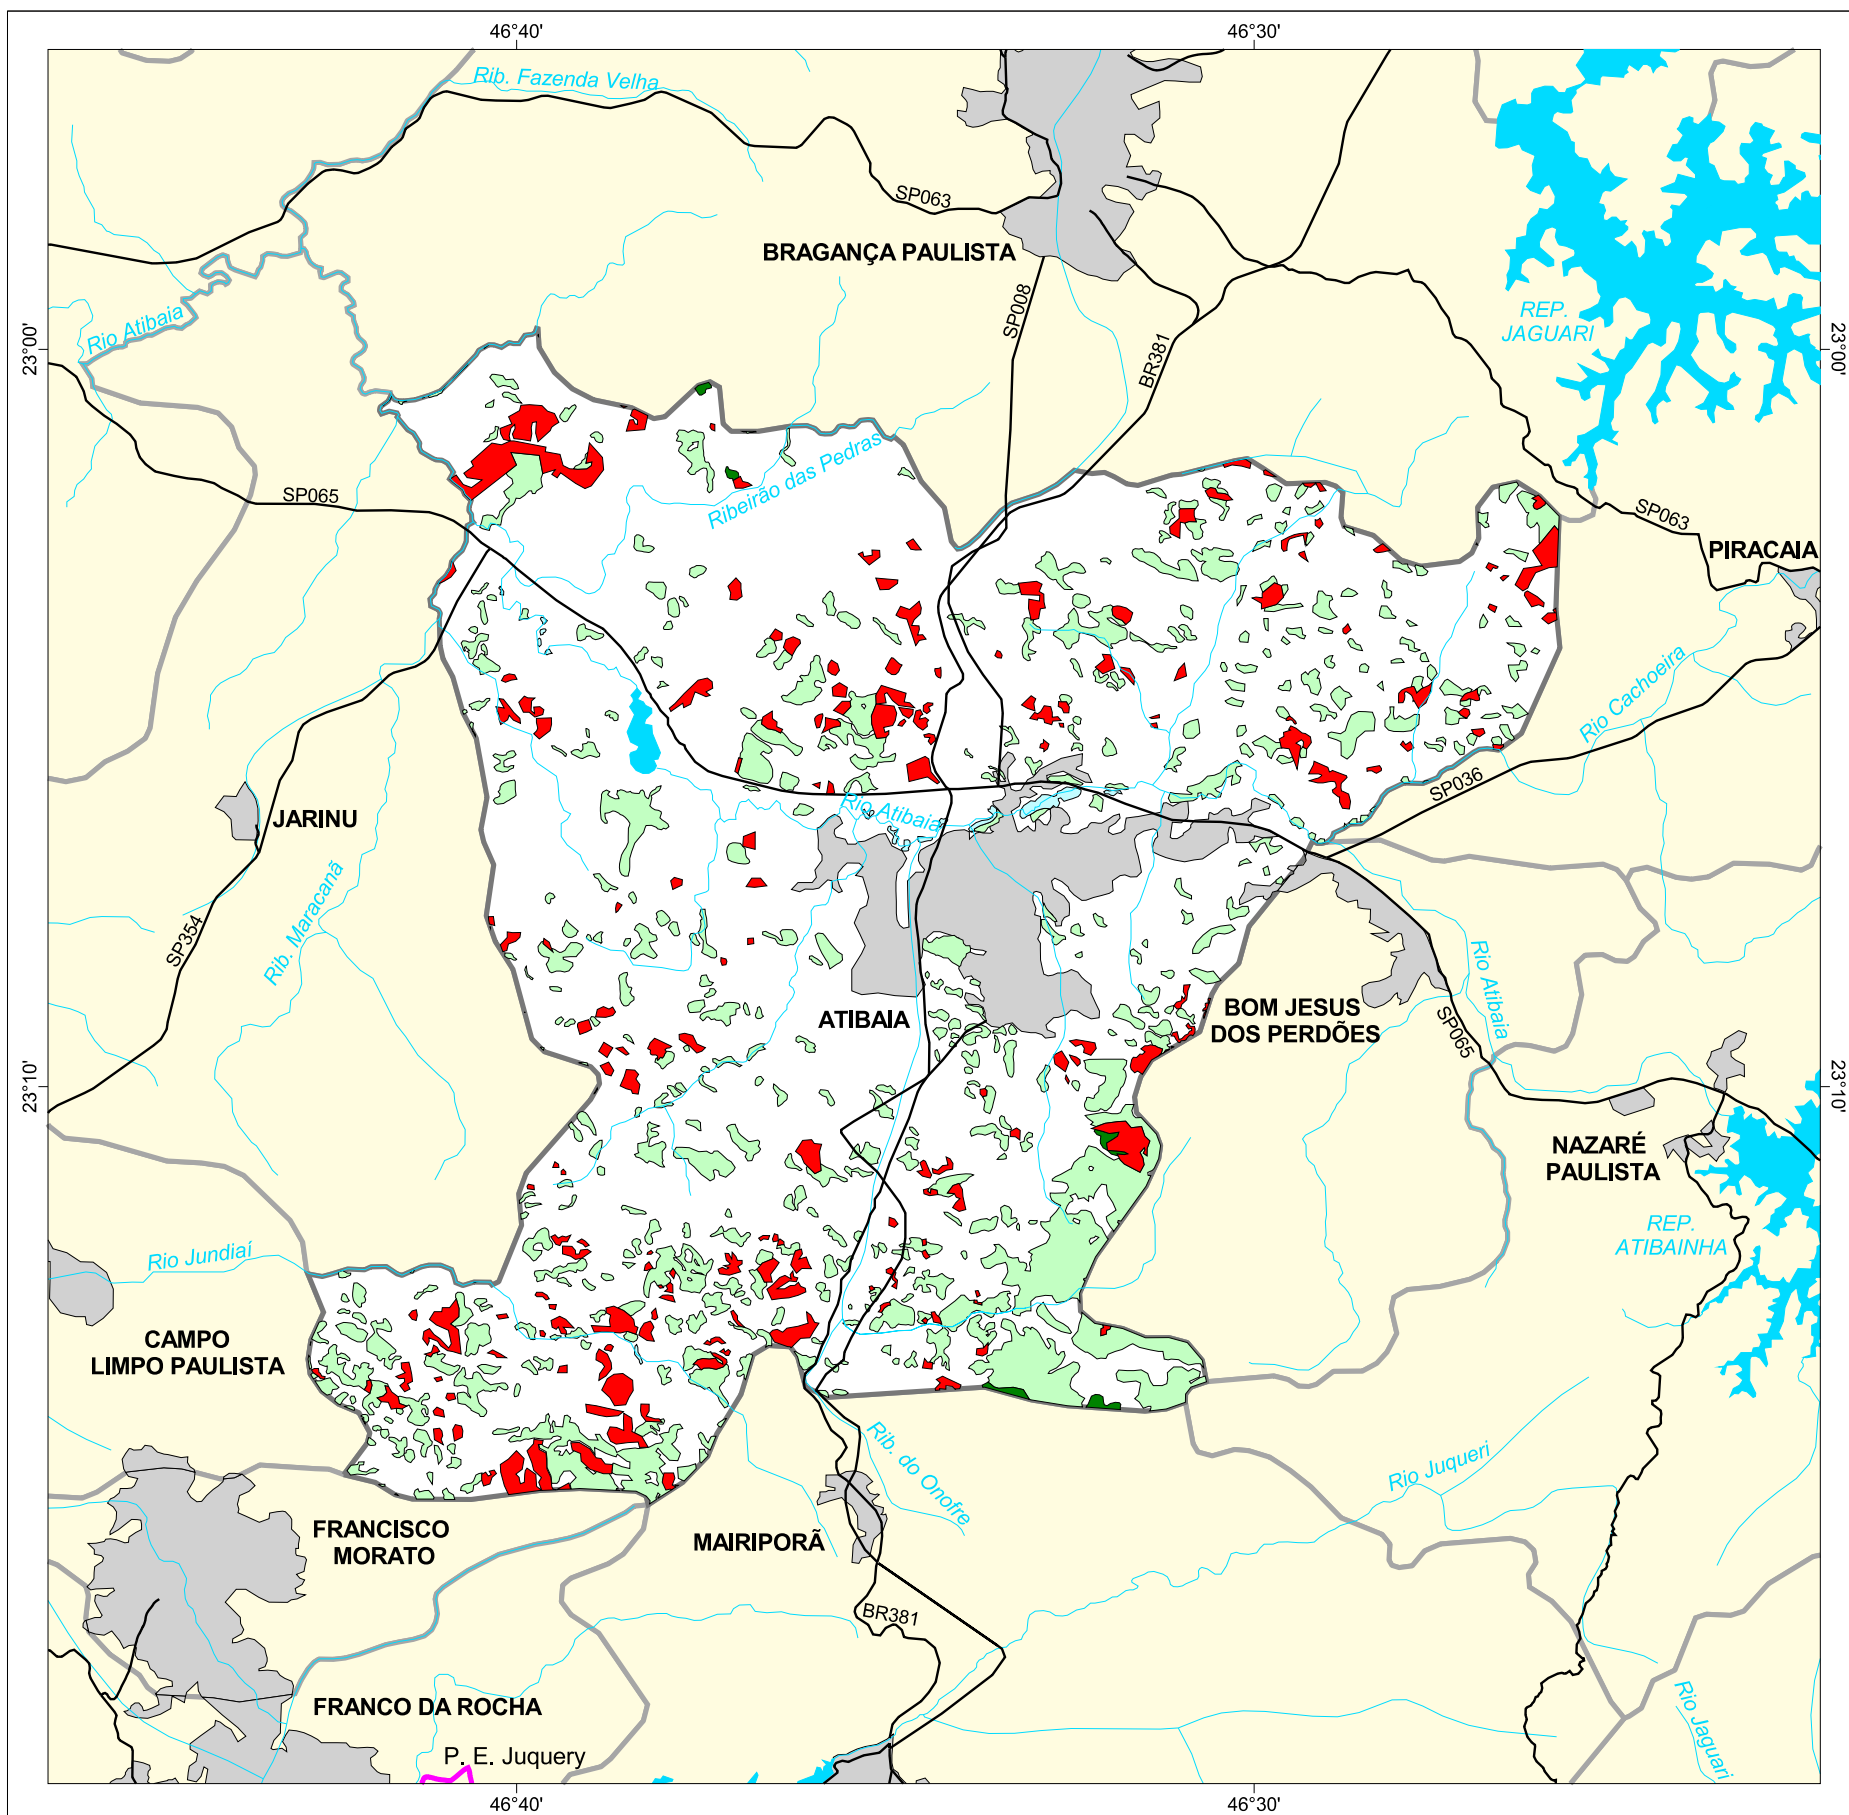 46°40'
46°30'
Rib. Fazenda Velha
SP063
BRAGANÇA PAULISTA
SP008
BR381
REP.
JAGUARI
Rio Atibaia
23°00'
23°00'
Ribeirão das Pedras
SP065
SP063
PIRACAIA
Rio Cachoeira
SP036
Rio Atibaia
JARINU
Rib. Maracanã
SP354
ATIBAIA
BOM JESUS
DOS PERDÕES
Rio Atibaia
SP065
23°10'
23°10'
NAZARÉ
PAULISTA
REP.
ATIBAINHA
Rio Jundiaí
CAMPO
LIMPO PAULISTA
Rib. do Onofre
Rio Juqueri
FRANCISCO
MORATO
MAIRIPORÃ
BR381
FRANCO DA ROCHA
P. E. Juquery
Rio Jaguari
46°40'
46°30'